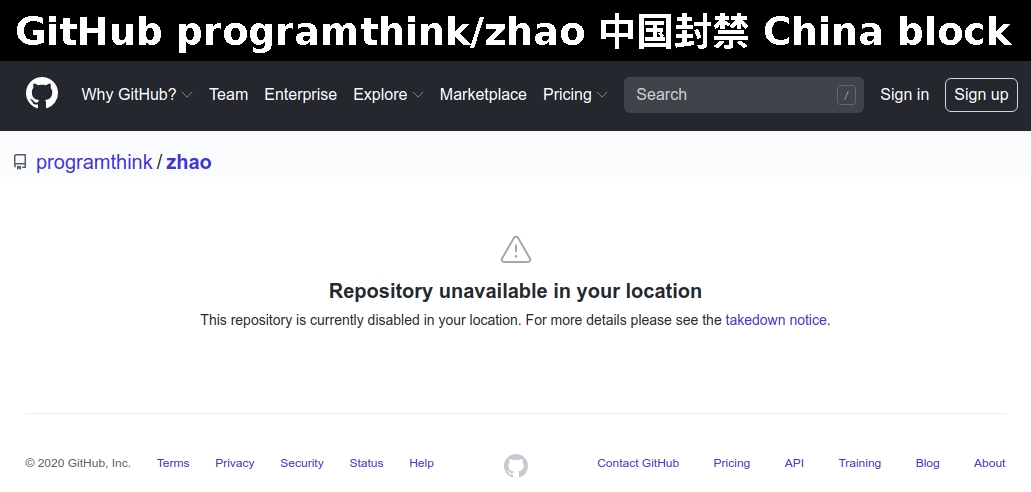 GitHub programthink/zhao 中国封禁 China block
Why GitHub? Team Enterprise Explore Marketplace Pricing Search / Sign in Sign up
programthink / zhao
Repository unavailable in your location
This repository is currently disabled in your location. For more details please see the takedown notice.
© 2020 GitHub, Inc. Terms Privacy Security Status Help Contact GitHub Pricing API Training Blog About